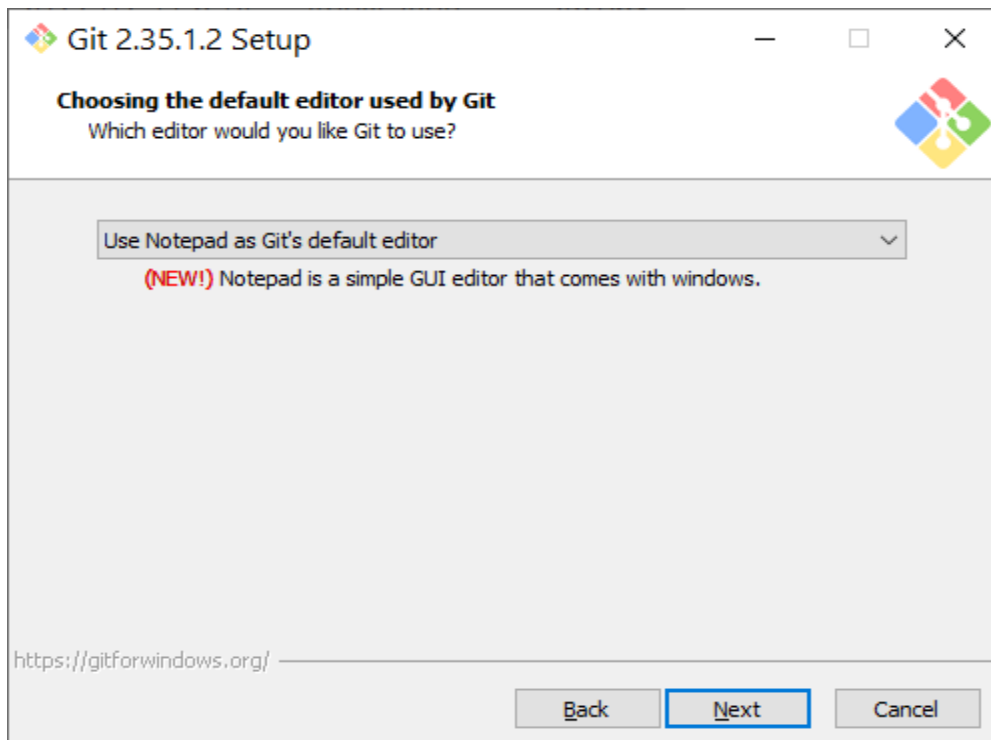 Git 2.35.1.2 Setup
Choosing the default editor used by Git
Which editor would you like Git to use?
Use Notepad as Git's default editor
(NEW!) Notepad is a simple GUI editor that comes with windows.
https://gitforwindows.org/
Back Next Cancel